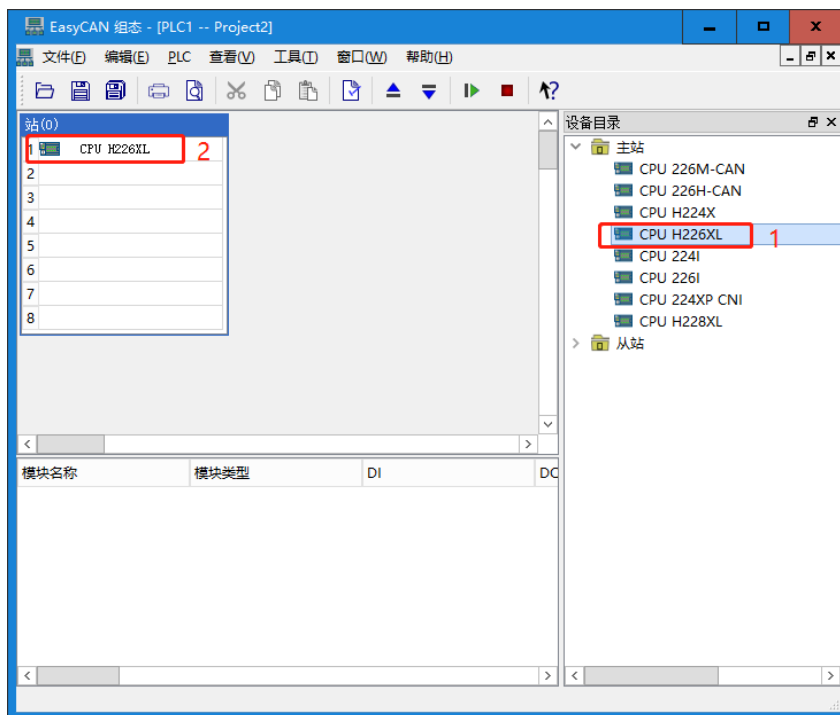 EasyCAN 组态 - [PLC1 -- Project2]
文件(F) 编辑(E) PLC 查看(V) 工具(T) 窗口(W) 帮助(H)
站(0)
1 CPU H226XL 2
2
3
4
5
6
7
8
设备目录
主站
CPU 226M-CAN
CPU 226H-CAN
CPU H224X
CPU H226XL 1
CPU 224I
CPU 226I
CPU 224XP CNI
CPU H228XL
从站
模块名称 模块类型 DI DO